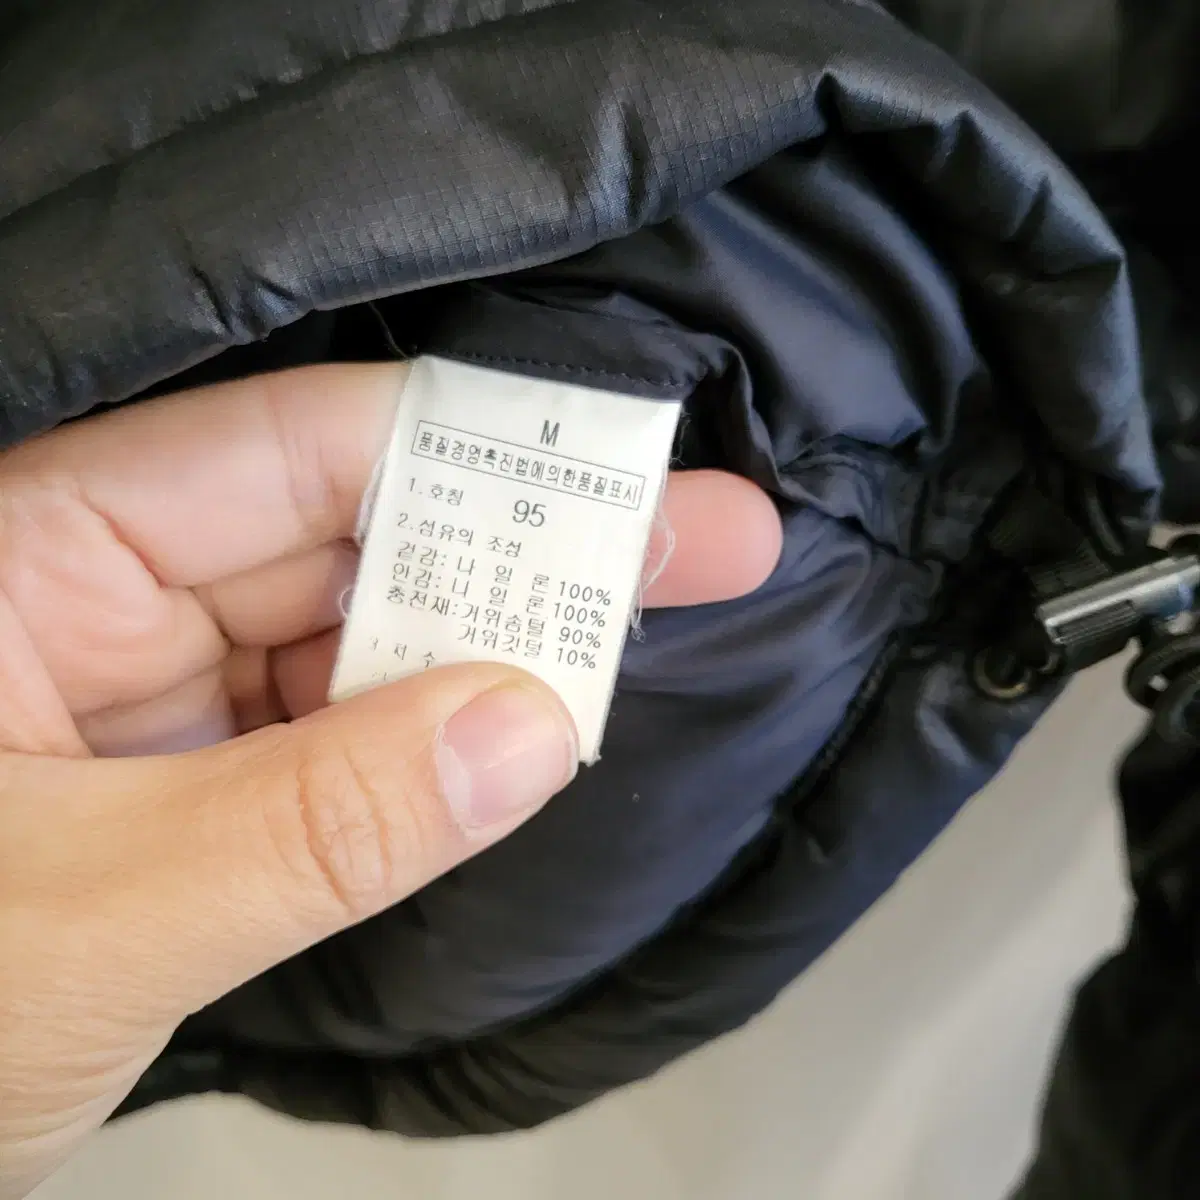 M
품질경영촉진법에의한품질표시
1. 호칭 95
2. 섬유의 조성
겉감: 나 일 론 100%
안감: 나 일 론 100%
충전재: 거위솜털 90%
거위깃털 10%